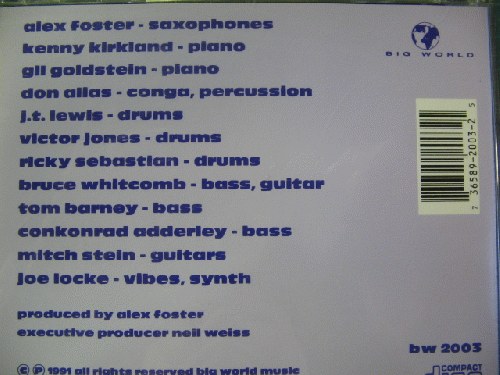 alex foster - saxophones
kenny kirkland - piano
BIG WORLD
gil goldstein - piano
don alias - conga, percussion
j.t. lewis - drums
victor jones - drums
ricky sebastian - drums
bruce whitcomb - bass, guitar
tom barney - bass
conkonrad adderley - bass
mitch stein - guitars
joe locke - vibes, synth
7 36589-2003-2 5
produced by alex foster
executive producer neil weiss
bw 2003
© ℗ 1991 all rights reserved big world music
COMPACT